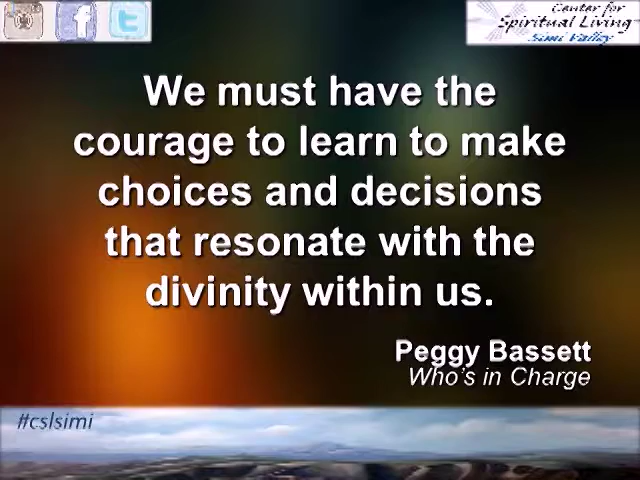 Center for
Spiritual Living
Simi Valley
We must have the
courage to learn to make
choices and decisions
that resonate with the
divinity within us.
Peggy Bassett
Who's in Charge
#cslsimi